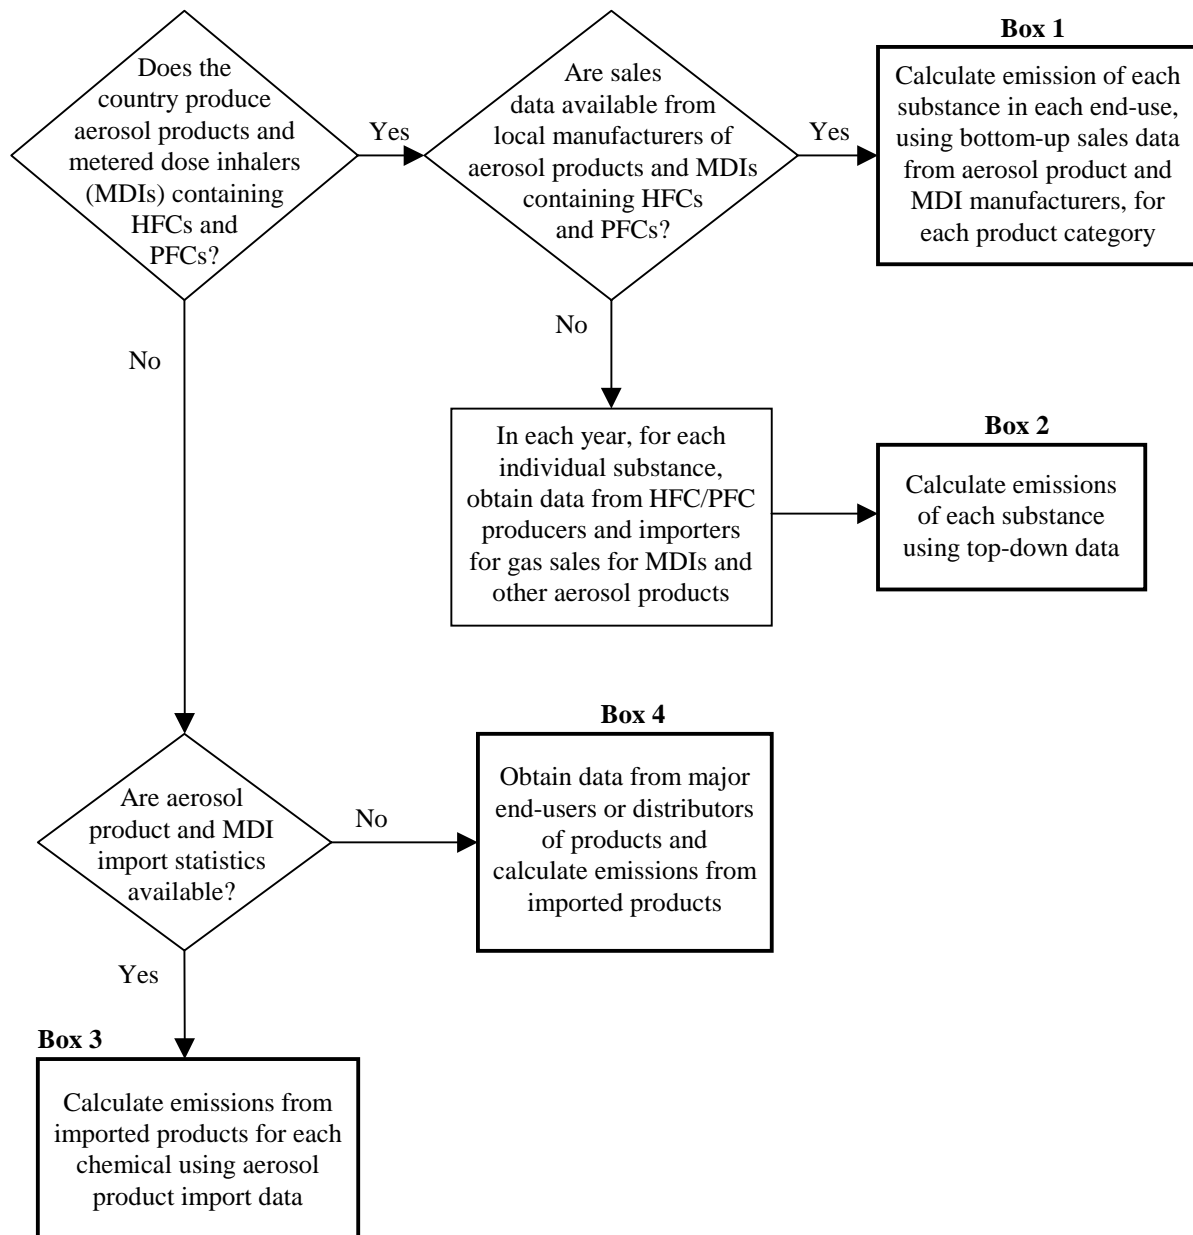 Does the
country produce
aerosol products and
metered dose inhalers
(MDIs) containing
HFCs and
PFCs?
Yes
Are sales
data available from
local manufacturers of
aerosol products and MDIs
containing HFCs
and PFCs?
Yes
Box 1
Calculate emission of each
substance in each end-use,
using bottom-up sales data
from aerosol product and
MDI manufacturers, for
each product category
No
No
In each year, for each
individual substance,
obtain data from HFC/PFC
producers and importers
for gas sales for MDIs and
other aerosol products
Box 2
Calculate emissions
of each substance
using top-down data
Are aerosol
product and MDI
import statistics
available?
No
Box 4
Obtain data from major
end-users or distributors
of products and
calculate emissions from
imported products
Yes
Box 3
Calculate emissions from
imported products for each
chemical using aerosol
product import data